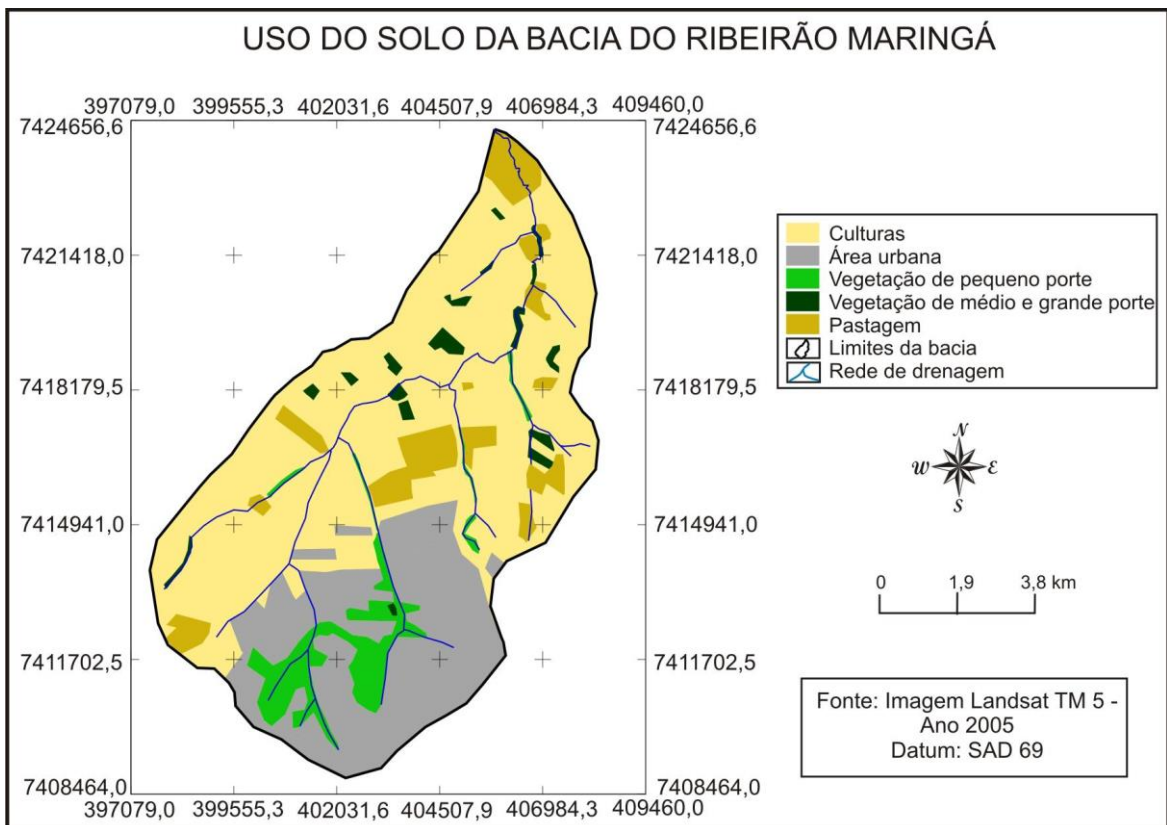 USO DO SOLO DA BACIA DO RIBEIRÃO MARINGÁ
397079,0 399555,3 402031,6 404507,9 406984,3 409460,0
7424656,6 7424656,6
7421418,0 7421418,0
Culturas
Área urbana
Vegetação de pequeno porte
Vegetação de médio e grande porte
Pastagem
Limites da bacia
Rede de drenagem
7418179,5 7418179,5
N
W E
S
7414941,0 7414941,0
0 1,9 3,8 km
7411702,5 7411702,5
Fonte: Imagem Landsat TM 5 -
Ano 2005
Datum: SAD 69
7408464,0 7408464,0
397079,0 399555,3 402031,6 404507,9 406984,3 409460,0